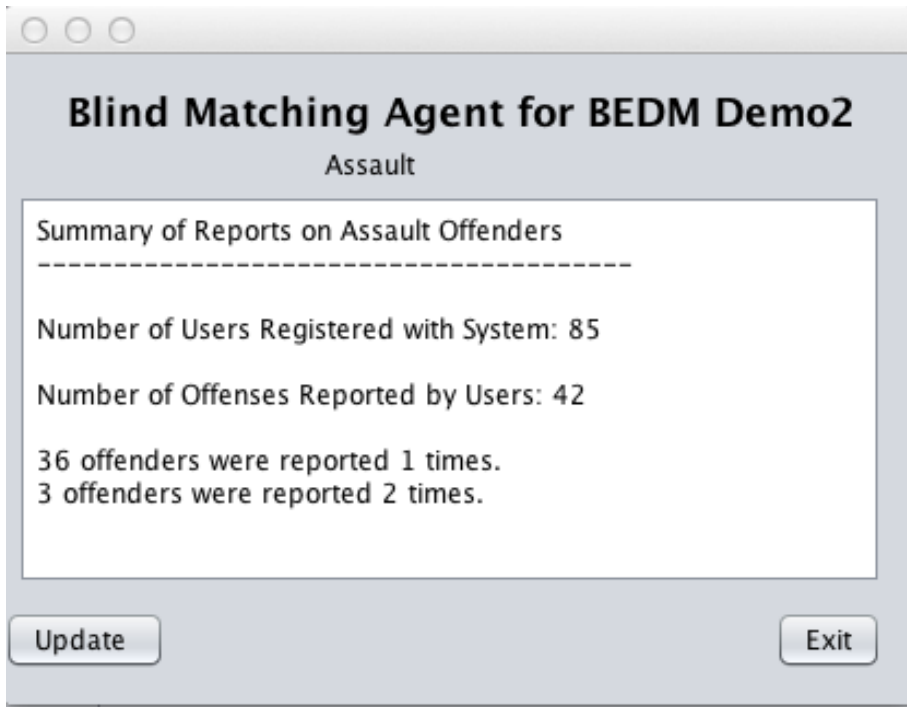 Blind Matching Agent for BEDM Demo2
Assault
Summary of Reports on Assault Offenders
---------------------------------------
Number of Users Registered with System: 85
Number of Offenses Reported by Users: 42
36 offenders were reported 1 times.
3 offenders were reported 2 times.
Update
Exit